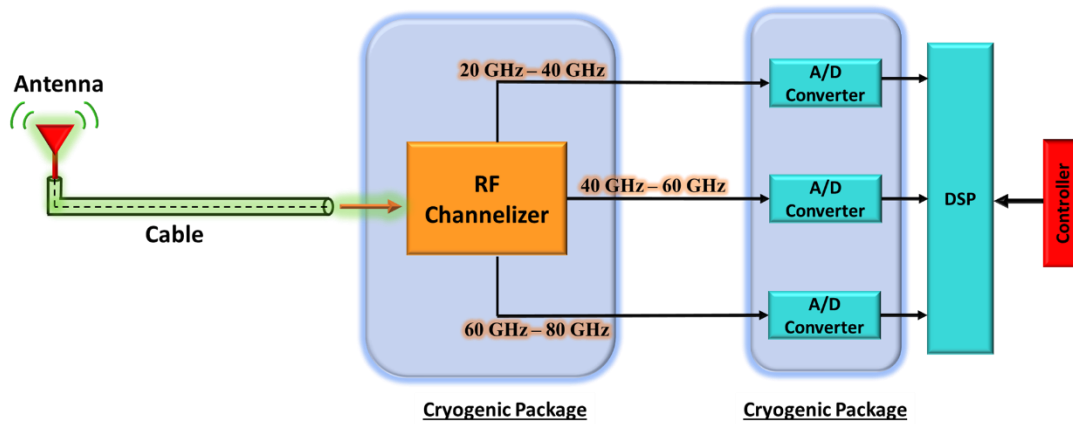 Antenna
Cable
RF
Channelizer
20 GHz – 40 GHz
40 GHz – 60 GHz
60 GHz – 80 GHz
Cryogenic Package
A/D
Converter
A/D
Converter
A/D
Converter
Cryogenic Package
DSP
Controller